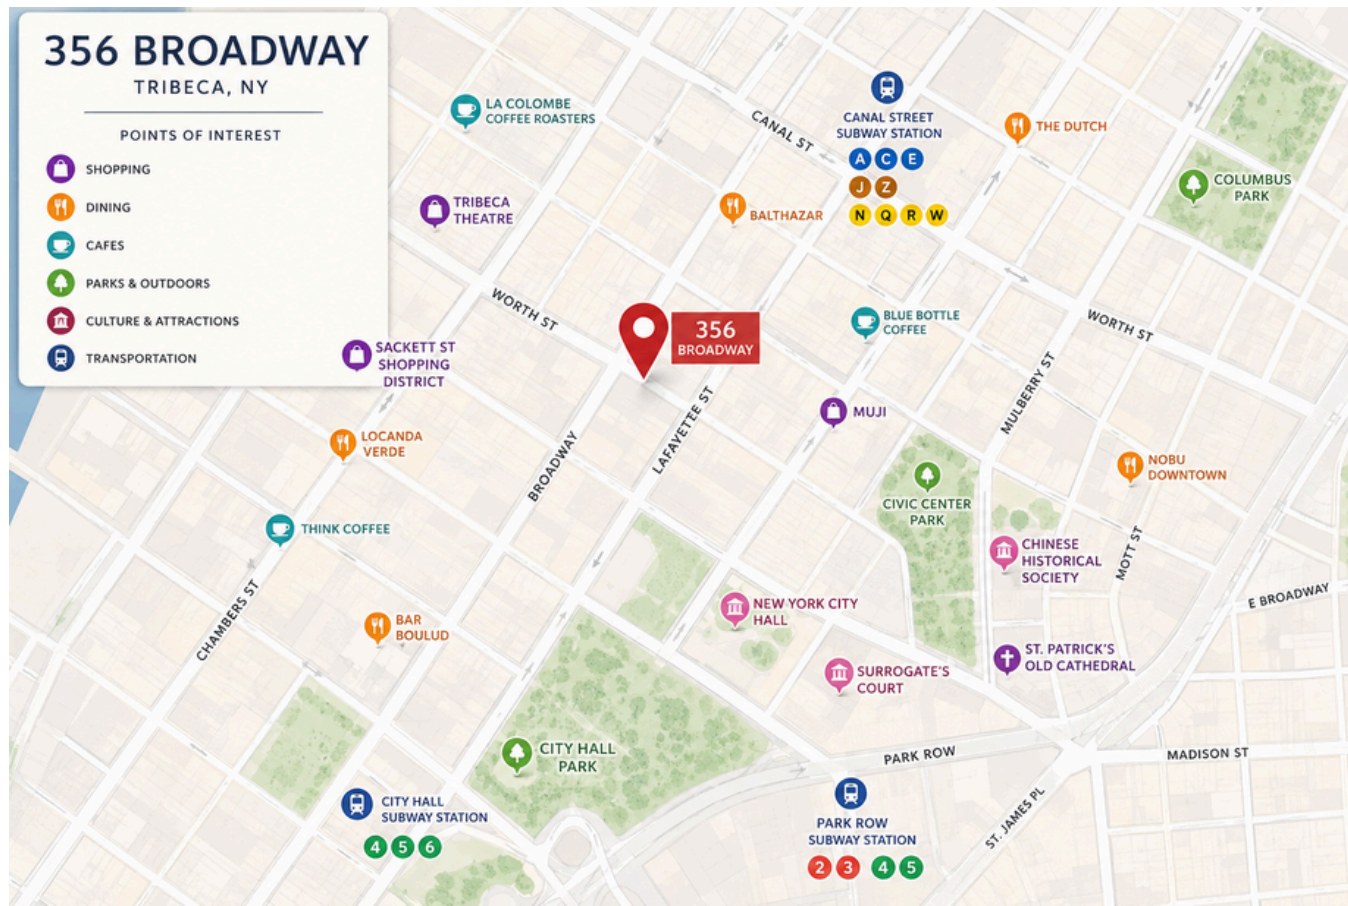 356 BROADWAY
TRIBECA, NY
POINTS OF INTEREST
SHOPPING
DINING
CAFES
PARKS & OUTDOORS
CULTURE & ATTRACTIONS
TRANSPORTATION
LA COLOMBE
COFFEE ROASTERS
CANAL ST
CANAL STREET
SUBWAY STATION
A C E
J Z
N Q R W
THE DUTCH
COLUMBUS
PARK
TRIBECA
THEATRE
BALTHAZAR
WORTH ST
356
BROADWAY
BLUE BOTTLE
COFFEE
WORTH ST
SACKETT ST
SHOPPING
DISTRICT
MULBERRY ST
LAFAYETTE ST
MUJI
LOCANDA
VERDE
BROADWAY
NOBU
DOWNTOWN
CIVIC CENTER
PARK
THINK COFFEE
CHINESE
HISTORICAL
SOCIETY
MOTT ST
E BROADWAY
CHAMBERS ST
BAR
BOULUD
NEW YORK CITY
HALL
ST. PATRICK'S
OLD CATHEDRAL
SURROGATE'S
COURT
CITY HALL
PARK
PARK ROW
MADISON ST
CITY HALL
SUBWAY STATION
4 5 6
PARK ROW
SUBWAY STATION
2 3 4 5
ST. JAMES PL